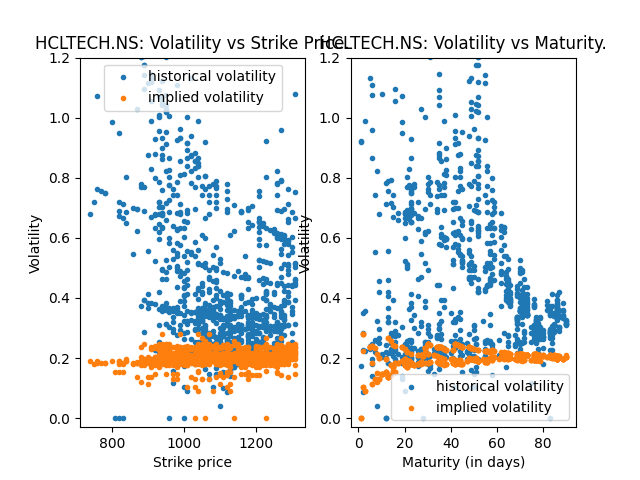 HCLTECH.NS: Volatility vs Strike Price.
HCLTECH.NS: Volatility vs Maturity.
1.2
1.0
0.8
0.6
0.4
0.2
0.0
Volatility
historical volatility
implied volatility
800
1000
1200
Strike price
1.2
1.0
0.8
0.6
0.4
0.2
0.0
Volatility
historical volatility
implied volatility
0
20
40
60
80
Maturity (in days)